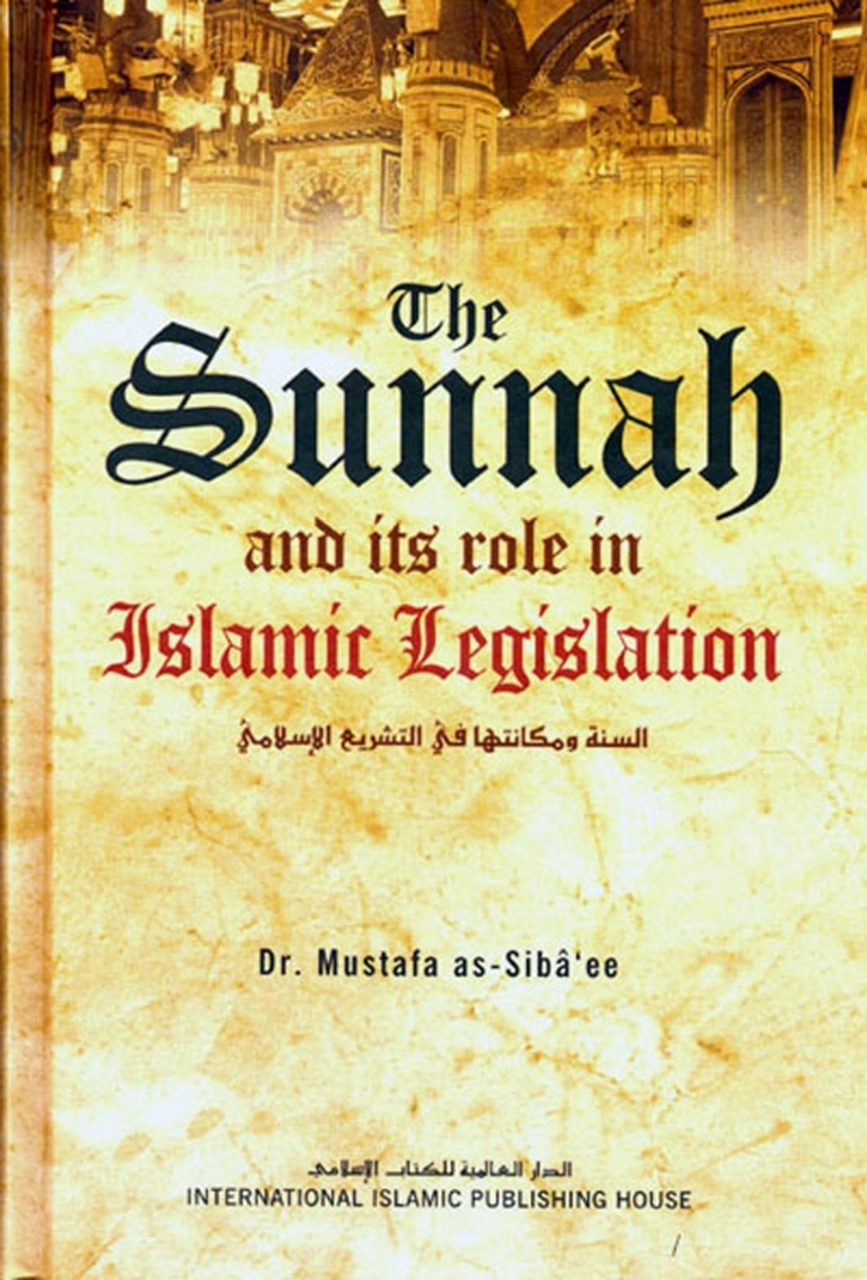 The
Sunnah
and its role in
Islamic Legislation
السنة ومكانتها في التشريع الإسلامي
Dr. Mustafa as-Sibâ‘ee
الدار العالمية للكتاب الإسلامي
INTERNATIONAL ISLAMIC PUBLISHING HOUSE